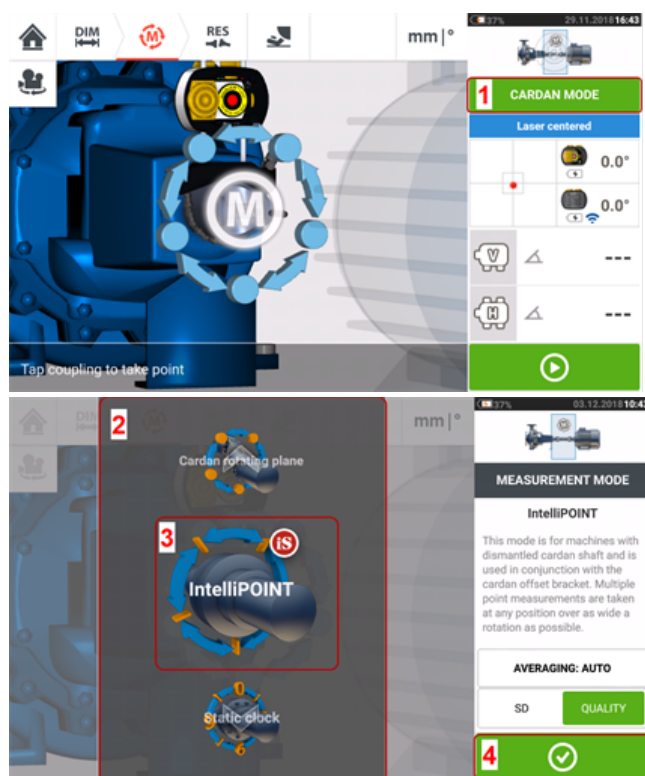 37%
29.11.2018 16:43
DIM
M
RES
mm | °
1 CARDAN MODE
Laser centered
0.0°
0.0°
M
V
---
H
---
Tap coupling to take point
37%
03.12.2018 10:43
DIM
mm | °
2
Cardan rotating plane
MEASUREMENT MODE
3
iS
IntelliPOINT
IntelliPOINT
This mode is for machines with
dismantled cardan shaft and is
used in conjunction with the
cardan offset bracket. Multiple
point measurements are taken
at any position over as wide a
rotation as possible.
AVERAGING: AUTO
0
Static clock
6
SD
QUALITY
4